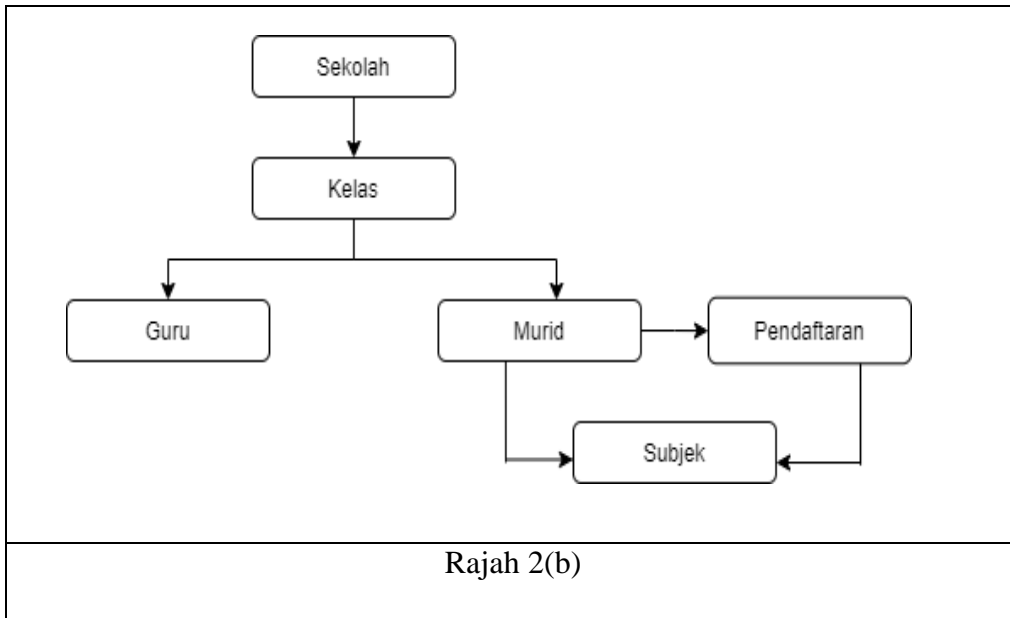 Sekolah
Kelas
Guru
Murid
Pendaftaran
Subjek
Rajah 2(b)